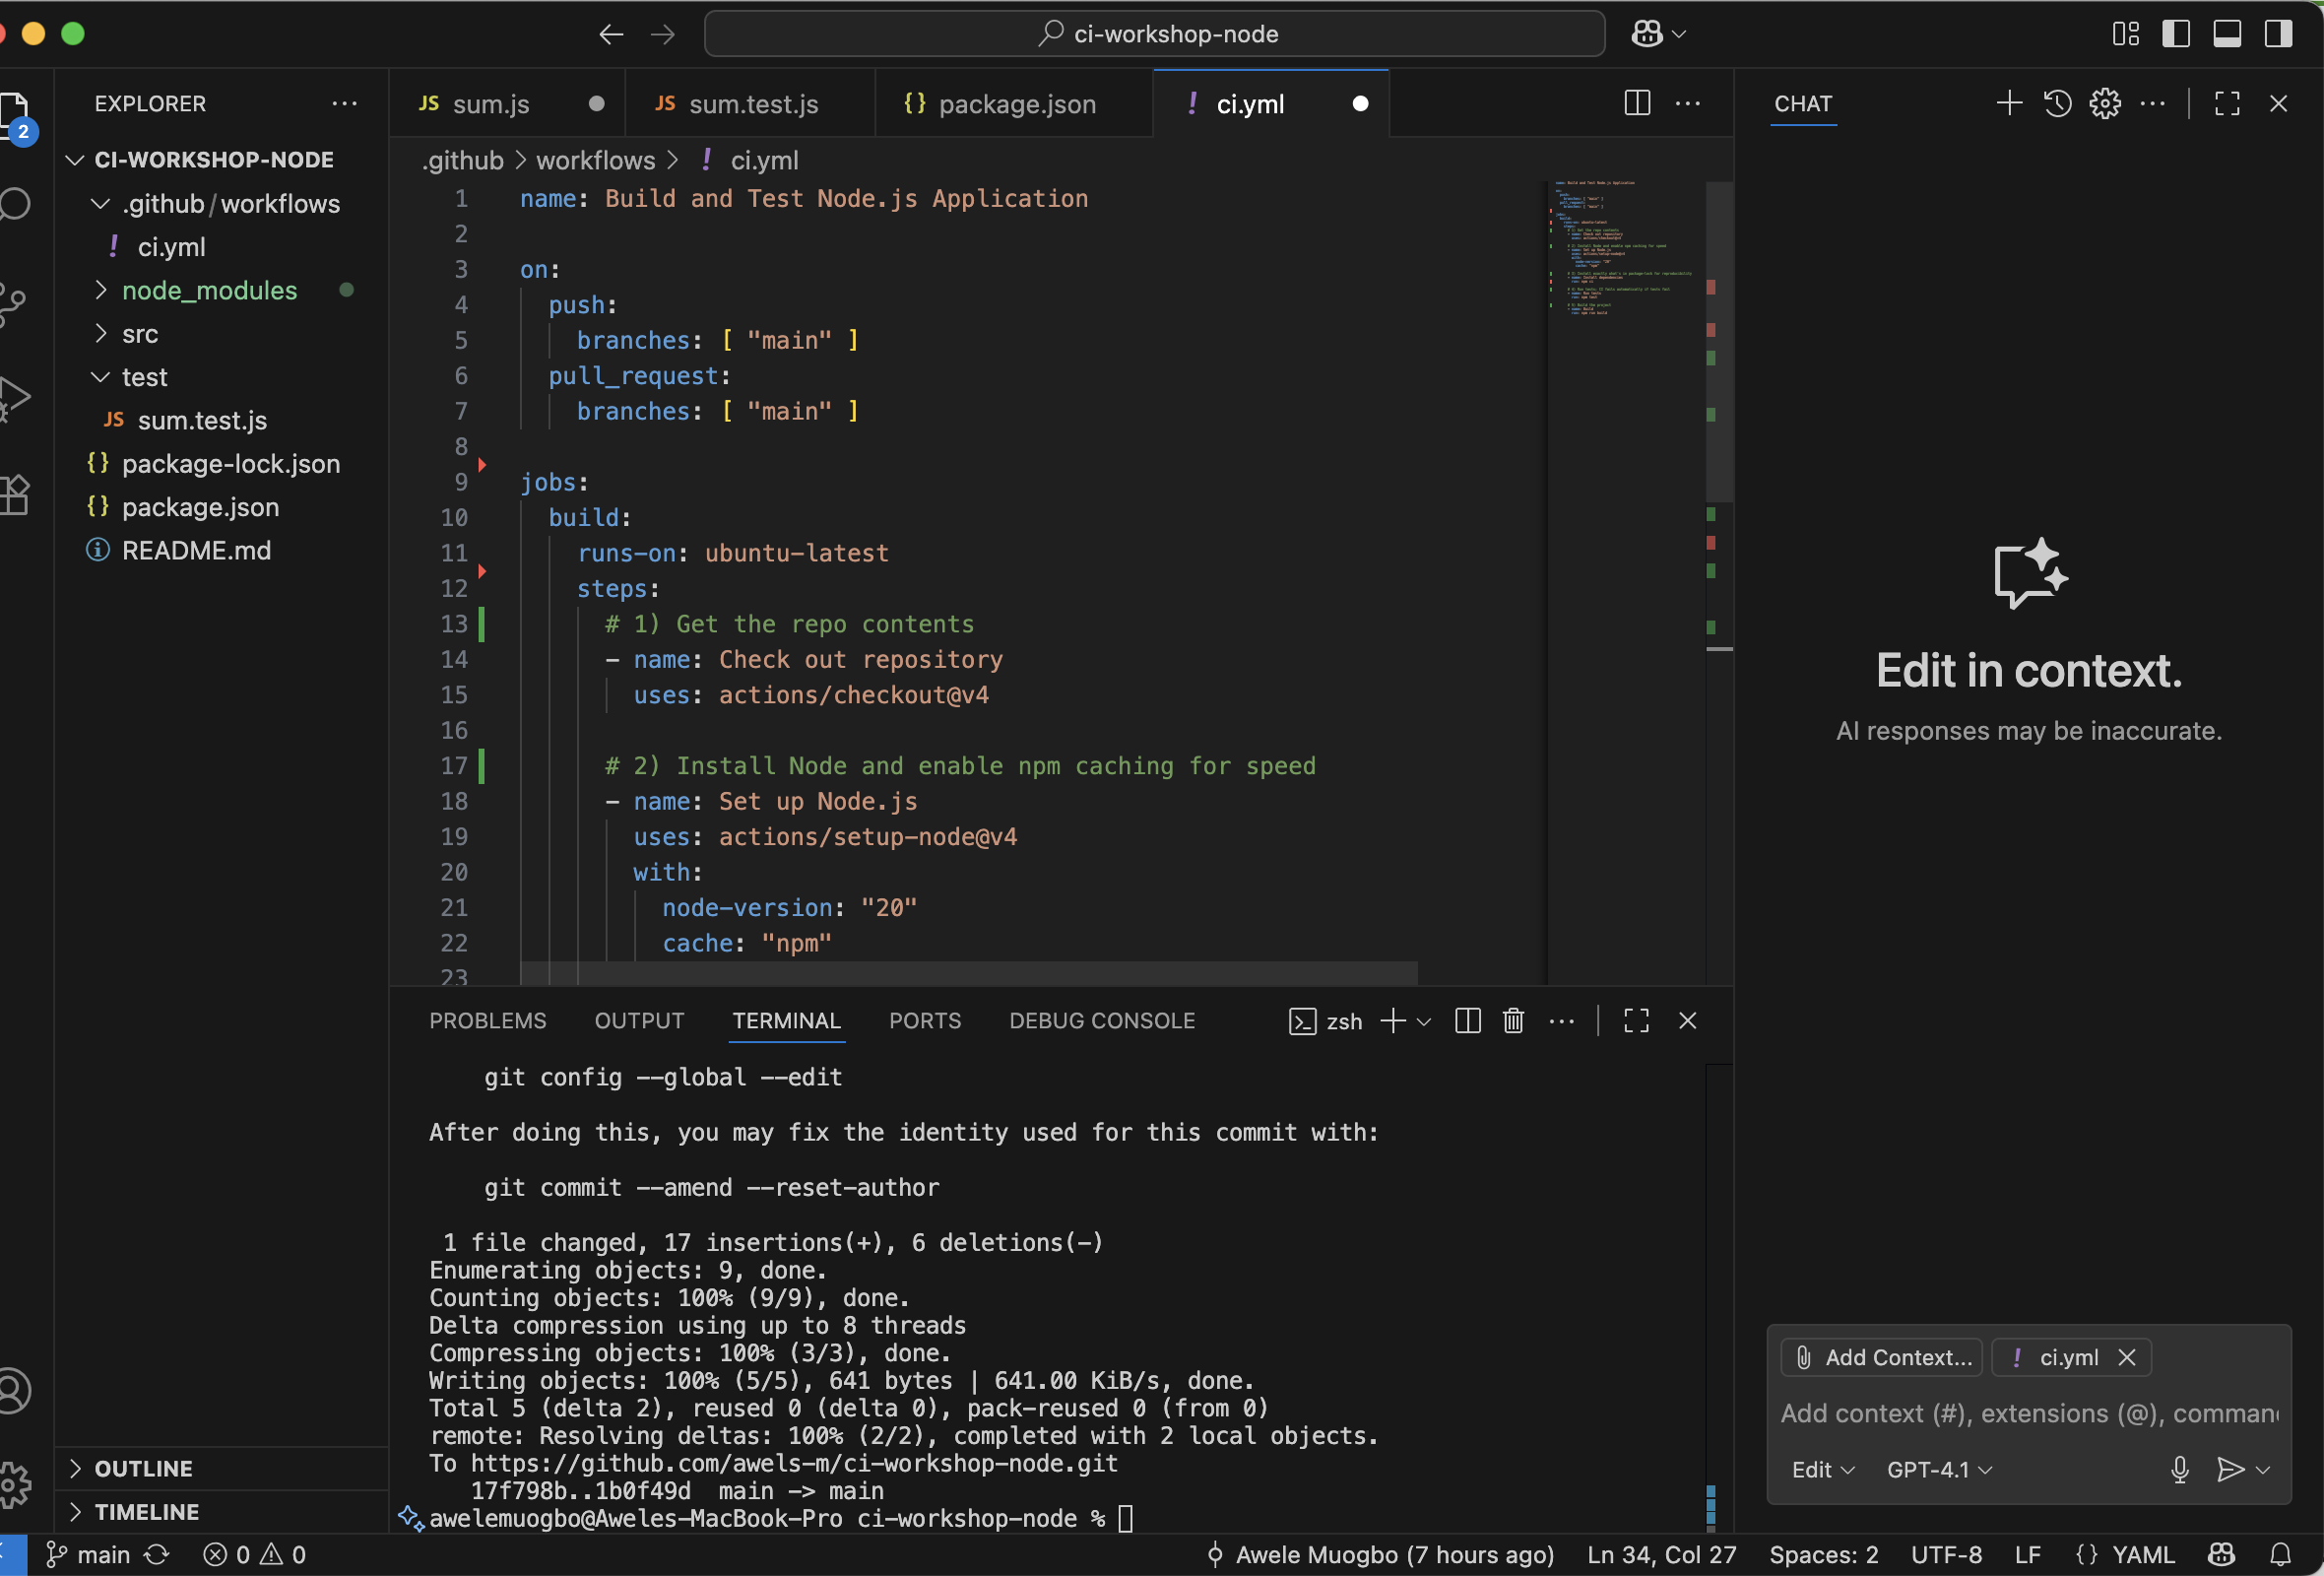 ci-workshop-node
2
EXPLORER
CI-WORKSHOP-NODE
.github/workflows
! ci.yml
node_modules
src
test
JS sum.test.js
{} package-lock.json
{} package.json
README.md
OUTLINE
TIMELINE
JS sum.js
JS sum.test.js
{} package.json
! ci.yml
.github > workflows > ! ci.yml
1 name: Build and Test Node.js Application
2
3 on:
4 push:
5 branches: [ "main" ]
6 pull_request:
7 branches: [ "main" ]
8
9 jobs:
10 build:
11 runs-on: ubuntu-latest
12 steps:
13 # 1) Get the repo contents
14 - name: Check out repository
15 uses: actions/checkout@v4
16
17 # 2) Install Node and enable npm caching for speed
18 - name: Set up Node.js
19 uses: actions/setup-node@v4
20 with:
21 node-version: "20"
22 cache: "npm"
23
PROBLEMS OUTPUT TERMINAL PORTS DEBUG CONSOLE zsh
git config --global --edit
After doing this, you may fix the identity used for this commit with:
git commit --amend --reset-author
1 file changed, 17 insertions(+), 6 deletions(-)
Enumerating objects: 9, done.
Counting objects: 100% (9/9), done.
Delta compression using up to 8 threads
Compressing objects: 100% (3/3), done.
Writing objects: 100% (5/5), 641 bytes | 641.00 KiB/s, done.
Total 5 (delta 2), reused 0 (delta 0), pack-reused 0 (from 0)
remote: Resolving deltas: 100% (2/2), completed with 2 local objects.
To https://github.com/awels-m/ci-workshop-node.git
17f798b..1b0f49d main -> main
awelemuogbo@Aweles-MacBook-Pro ci-workshop-node %
CHAT
Edit in context.
AI responses may be inaccurate.
Add Context... ! ci.yml
Add context (#), extensions (@), comman
Edit GPT-4.1
main 0 0 Awele Muogbo (7 hours ago) Ln 34, Col 27 Spaces: 2 UTF-8 LF {} YAML